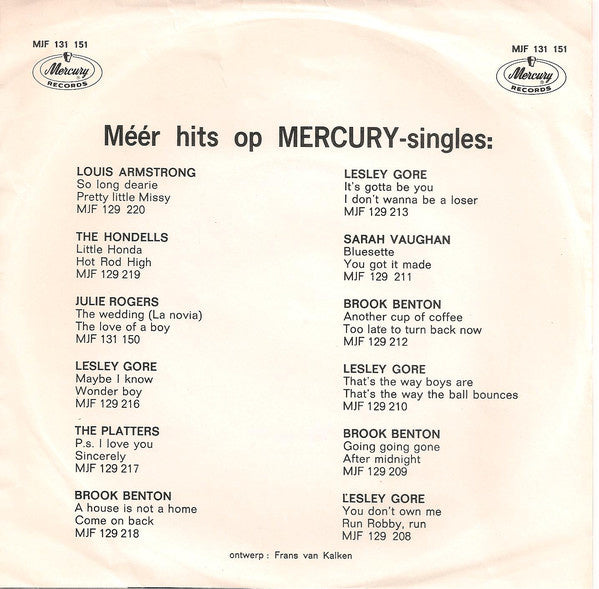 MJF 131 151
Mercury
RECORDS
MJF 131 151
Mercury
RECORDS
Méér hits op MERCURY-singles:
LOUIS ARMSTRONG
So long dearie
Pretty little Missy
MJF 129 220
THE HONDELLS
Little Honda
Hot Rod High
MJF 129 219
JULIE ROGERS
The wedding (La novia)
The love of a boy
MJF 131 150
LESLEY GORE
Maybe I know
Wonder boy
MJF 129 216
THE PLATTERS
P.s. I love you
Sincerely
MJF 129 217
BROOK BENTON
A house is not a home
Come on back
MJF 129 218
LESLEY GORE
It's gotta be you
I don't wanna be a loser
MJF 129 213
SARAH VAUGHAN
Bluesette
You got it made
MJF 129 211
BROOK BENTON
Another cup of coffee
Too late to turn back now
MJF 129 212
LESLEY GORE
That's the way boys are
That's the way the ball bounces
MJF 129 210
BROOK BENTON
Going going gone
After midnight
MJF 129 209
LESLEY GORE
You don't own me
Run Robby, run
MJF 129 208
ontwerp : Frans van Kalken